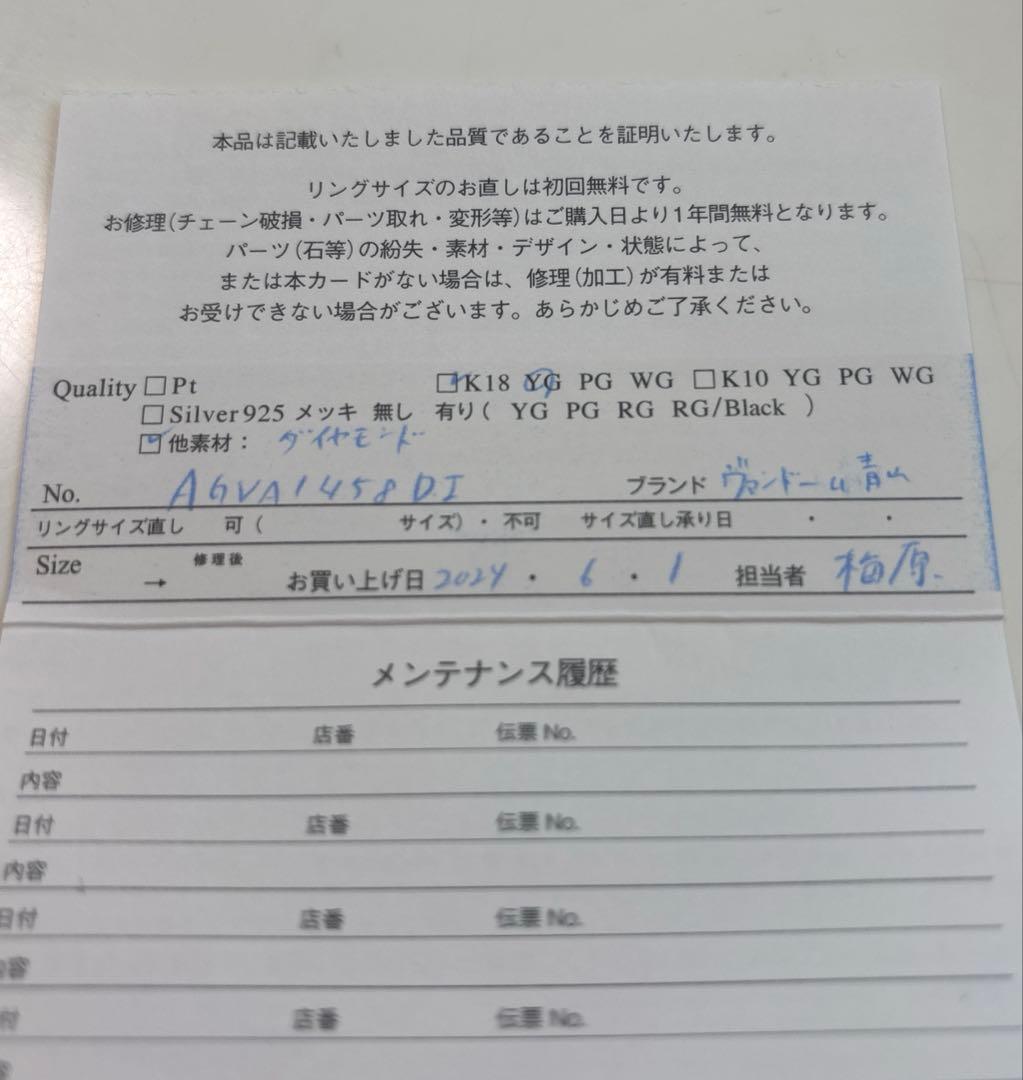 本品は記載いたしました品質であることを証明いたします。
リングサイズのお直しは初回無料です。
お修理(チェーン破損・パーツ取れ・変形等)はご購入日より1年間無料となります。
パーツ(石等)の紛失・素材・デザイン・状態によって、
または本カードがない場合は、修理(加工)が有料または
お受けできない場合がございます。あらかじめご了承ください。
Quality □Pt ☑K18 YG PG WG □K10 YG PG WG
□Silver925 メッキ 無し 有り( YG PG RG RG/Black )
☑他素材: ダイヤモンド
No. AGVA1458DI ブランド ヴァンドーム青山
リングサイズ直し 可( サイズ)・不可 サイズ直し承り日 ・ ・
Size → 修理後 お買い上げ日 2024・6・1 担当者 梅原.
メンテナンス履歴
日付 店番 伝票No.
内容
日付 店番 伝票No.
内容
日付 店番 伝票No.
内容
付 店番 伝票No.